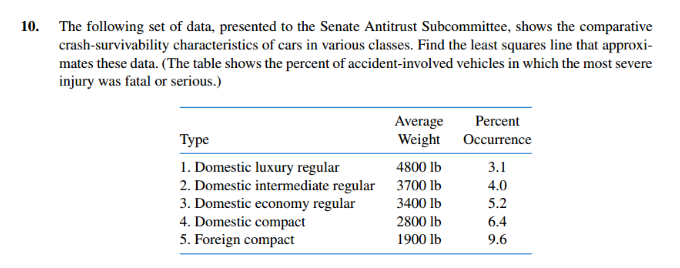 10. The following set of data, presented to the Senate Antitrust Subcommittee, shows the comparative
crash-survivability characteristics of cars in various classes. Find the least squares line that approxi-
mates these data. (The table shows the percent of accident-involved vehicles in which the most severe
injury was fatal or serious.)
Average Percent
Type Weight Occurrence
1. Domestic luxury regular 4800 lb 3.1
2. Domestic intermediate regular 3700 lb 4.0
3. Domestic economy regular 3400 lb 5.2
4. Domestic compact 2800 lb 6.4
5. Foreign compact 1900 lb 9.6